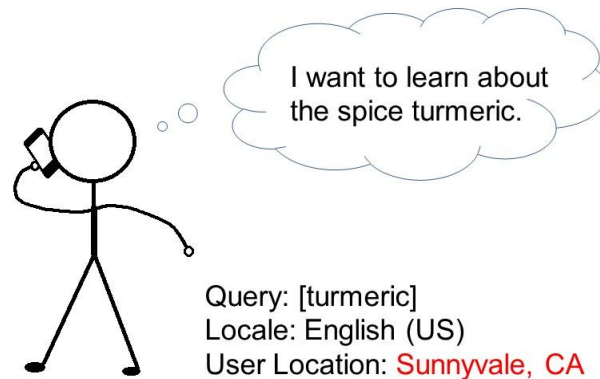 I want to learn about
the spice turmeric.
Query: [turmeric]
Locale: English (US)
User Location: Sunnyvale, CA